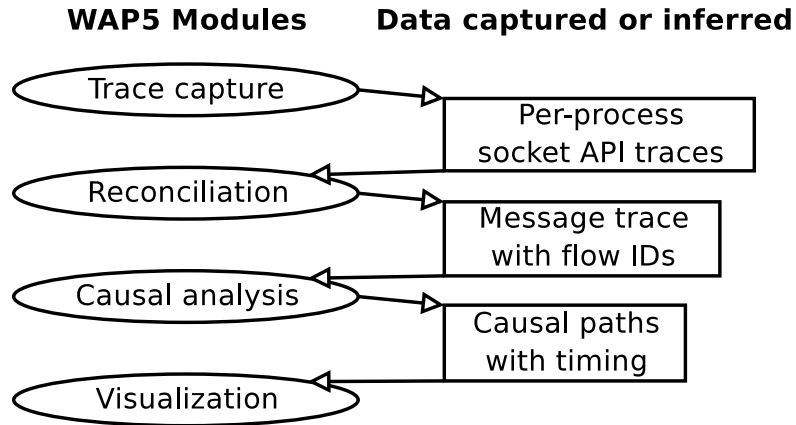 WAP5 Modules
Data captured or inferred
Trace capture
Per-process
socket API traces
Reconciliation
Message trace
with flow IDs
Causal analysis
Causal paths
with timing
Visualization